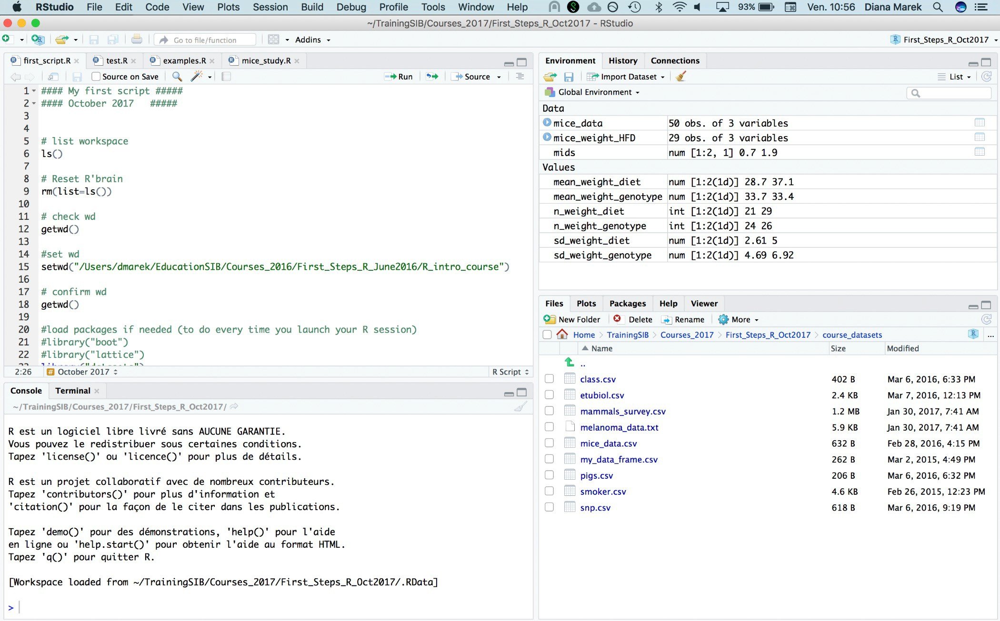 RStudio File Edit Code View Plots Session Build Debug Profile Tools Window Help 93% Ven. 10:56 Diana Marek
~/TrainingSIB/Courses_2017/First_Steps_R_Oct2017 - RStudio
Go to file/function Addins First_Steps_R_Oct2017
first_script.R test.R examples.R mice_study.R
Source on Save Run Source
1 #### My first script #####
2 #### October 2017   #####
3
4
5 # list workspace
6 ls()
7
8 # Reset R'brain
9 rm(list=ls())
10
11 # check wd
12 getwd()
13
14 #set wd
15 setwd("/Users/dmarek/EducationSIB/Courses_2016/First_Steps_R_June2016/R_intro_course")
16
17 # confirm wd
18 getwd()
19
20 #load packages if needed (to do every time you launch your R session)
21 #library("boot")
22 #library("lattice")
2:26 # October 2017 R Script
Console Terminal
~/TrainingSIB/Courses_2017/First_Steps_R_Oct2017/
R est un logiciel libre livré sans AUCUNE GARANTIE.
Vous pouvez le redistribuer sous certaines conditions.
Tapez 'license()' ou 'licence()' pour plus de détails.
R est un projet collaboratif avec de nombreux contributeurs.
Tapez 'contributors()' pour plus d'information et
'citation()' pour la façon de le citer dans les publications.
Tapez 'demo()' pour des démonstrations, 'help()' pour l'aide
en ligne ou 'help.start()' pour obtenir l'aide au format HTML.
Tapez 'q()' pour quitter R.
[Workspace loaded from ~/TrainingSIB/Courses_2017/First_Steps_R_Oct2017/.RData]
>
Environment History Connections
Import Dataset List
Global Environment
Data
mice_data 50 obs. of 3 variables
mice_weight_HFD 29 obs. of 3 variables
mids num [1:2, 1] 0.7 1.9
Values
mean_weight_diet num [1:2(1d)] 28.7 37.1
mean_weight_genotype num [1:2(1d)] 33.7 33.4
n_weight_diet int [1:2(1d)] 21 29
n_weight_genotype int [1:2(1d)] 24 26
sd_weight_diet num [1:2(1d)] 2.61 5
sd_weight_genotype num [1:2(1d)] 4.69 6.92
Files Plots Packages Help Viewer
New Folder Delete Rename More
Home > TrainingSIB > Courses_2017 > First_Steps_R_Oct2017 > course_datasets ...
Name Size Modified
..
class.csv 402 B Mar 6, 2016, 6:33 PM
etubiol.csv 2.4 KB Mar 7, 2016, 12:13 PM
mammals_survey.csv 1.2 MB Jan 30, 2017, 7:41 AM
melanoma_data.txt 5.9 KB Jan 30, 2017, 7:41 AM
mice_data.csv 632 B Feb 28, 2016, 4:15 PM
my_data_frame.csv 262 B Mar 2, 2015, 4:49 PM
pigs.csv 206 B Mar 6, 2016, 6:32 PM
smoker.csv 4.6 KB Feb 26, 2015, 12:23 PM
snp.csv 618 B Mar 6, 2016, 9:19 PM